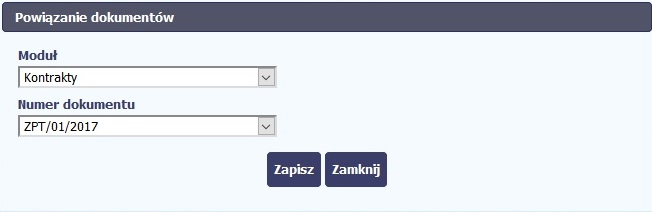 Powiązanie dokumentów
Moduł
Kontrakty
Numer dokumentu
ZPT/01/2017
Zapisz Zamknij